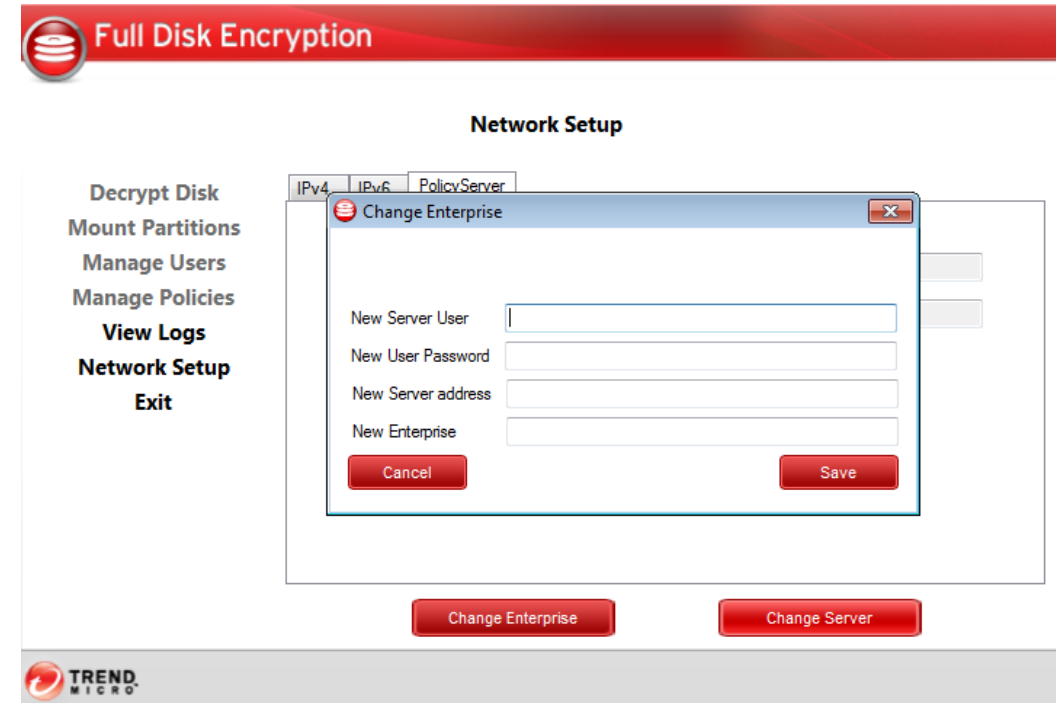 Full Disk Encryption
Network Setup
Decrypt Disk
Mount Partitions
Manage Users
Manage Policies
View Logs
Network Setup
Exit
IPv4 IPv6 PolicyServer
Change Enterprise
New Server User
New User Password
New Server address
New Enterprise
Cancel Save
Change Enterprise Change Server
TREND
MICRO